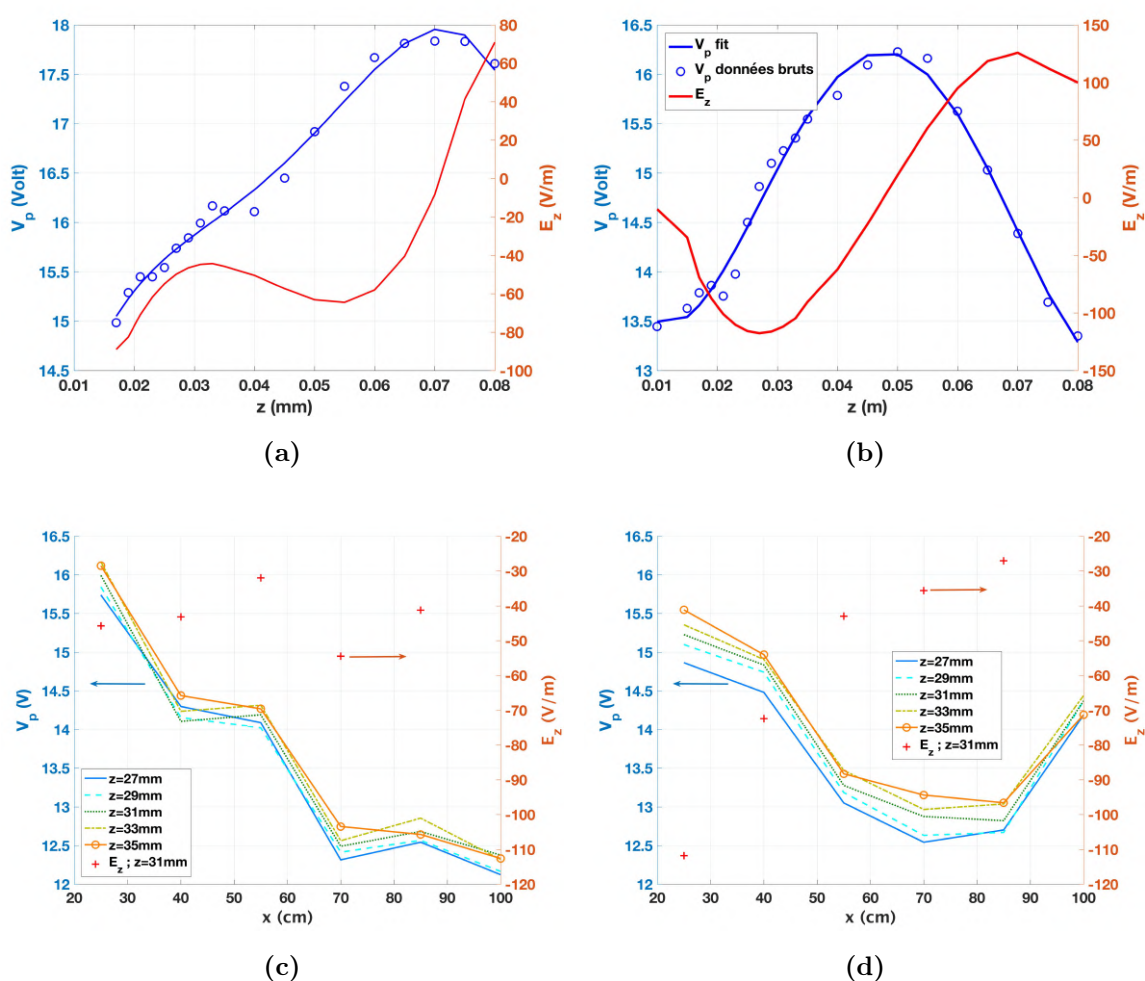 18
17.5
17
16.5
16
15.5
15
14.5
V_p (Volt)
80
60
40
20
0
-20
-40
-60
-80
-100
E_z (V/m)
0.01 0.02 0.03 0.04 0.05 0.06 0.07 0.08
z (mm)
(a)
16.5
16
15.5
15
14.5
14
13.5
13
V_p (Volt)
V_p fit
V_p données bruts
E_z
150
100
50
0
-50
-100
-150
E_z (V/m)
0.01 0.02 0.03 0.04 0.05 0.06 0.07 0.08
z (m)
(b)
16.5
16
15.5
15
14.5
14
13.5
13
12.5
12
V_p (V)
z=27mm
z=29mm
z=31mm
z=33mm
z=35mm
E_z ; z=31mm
-20
-30
-40
-50
-60
-70
-80
-90
-100
-110
-120
E_z (V/m)
20 30 40 50 60 70 80 90 100
x (cm)
(c)
16.5
16
15.5
15
14.5
14
13.5
13
12.5
12
V_p (V)
z=27mm
z=29mm
z=31mm
z=33mm
z=35mm
E_z ; z=31mm
-20
-30
-40
-50
-60
-70
-80
-90
-100
-110
-120
E_z (V/m)
20 30 40 50 60 70 80 90 100
x (cm)
(d)